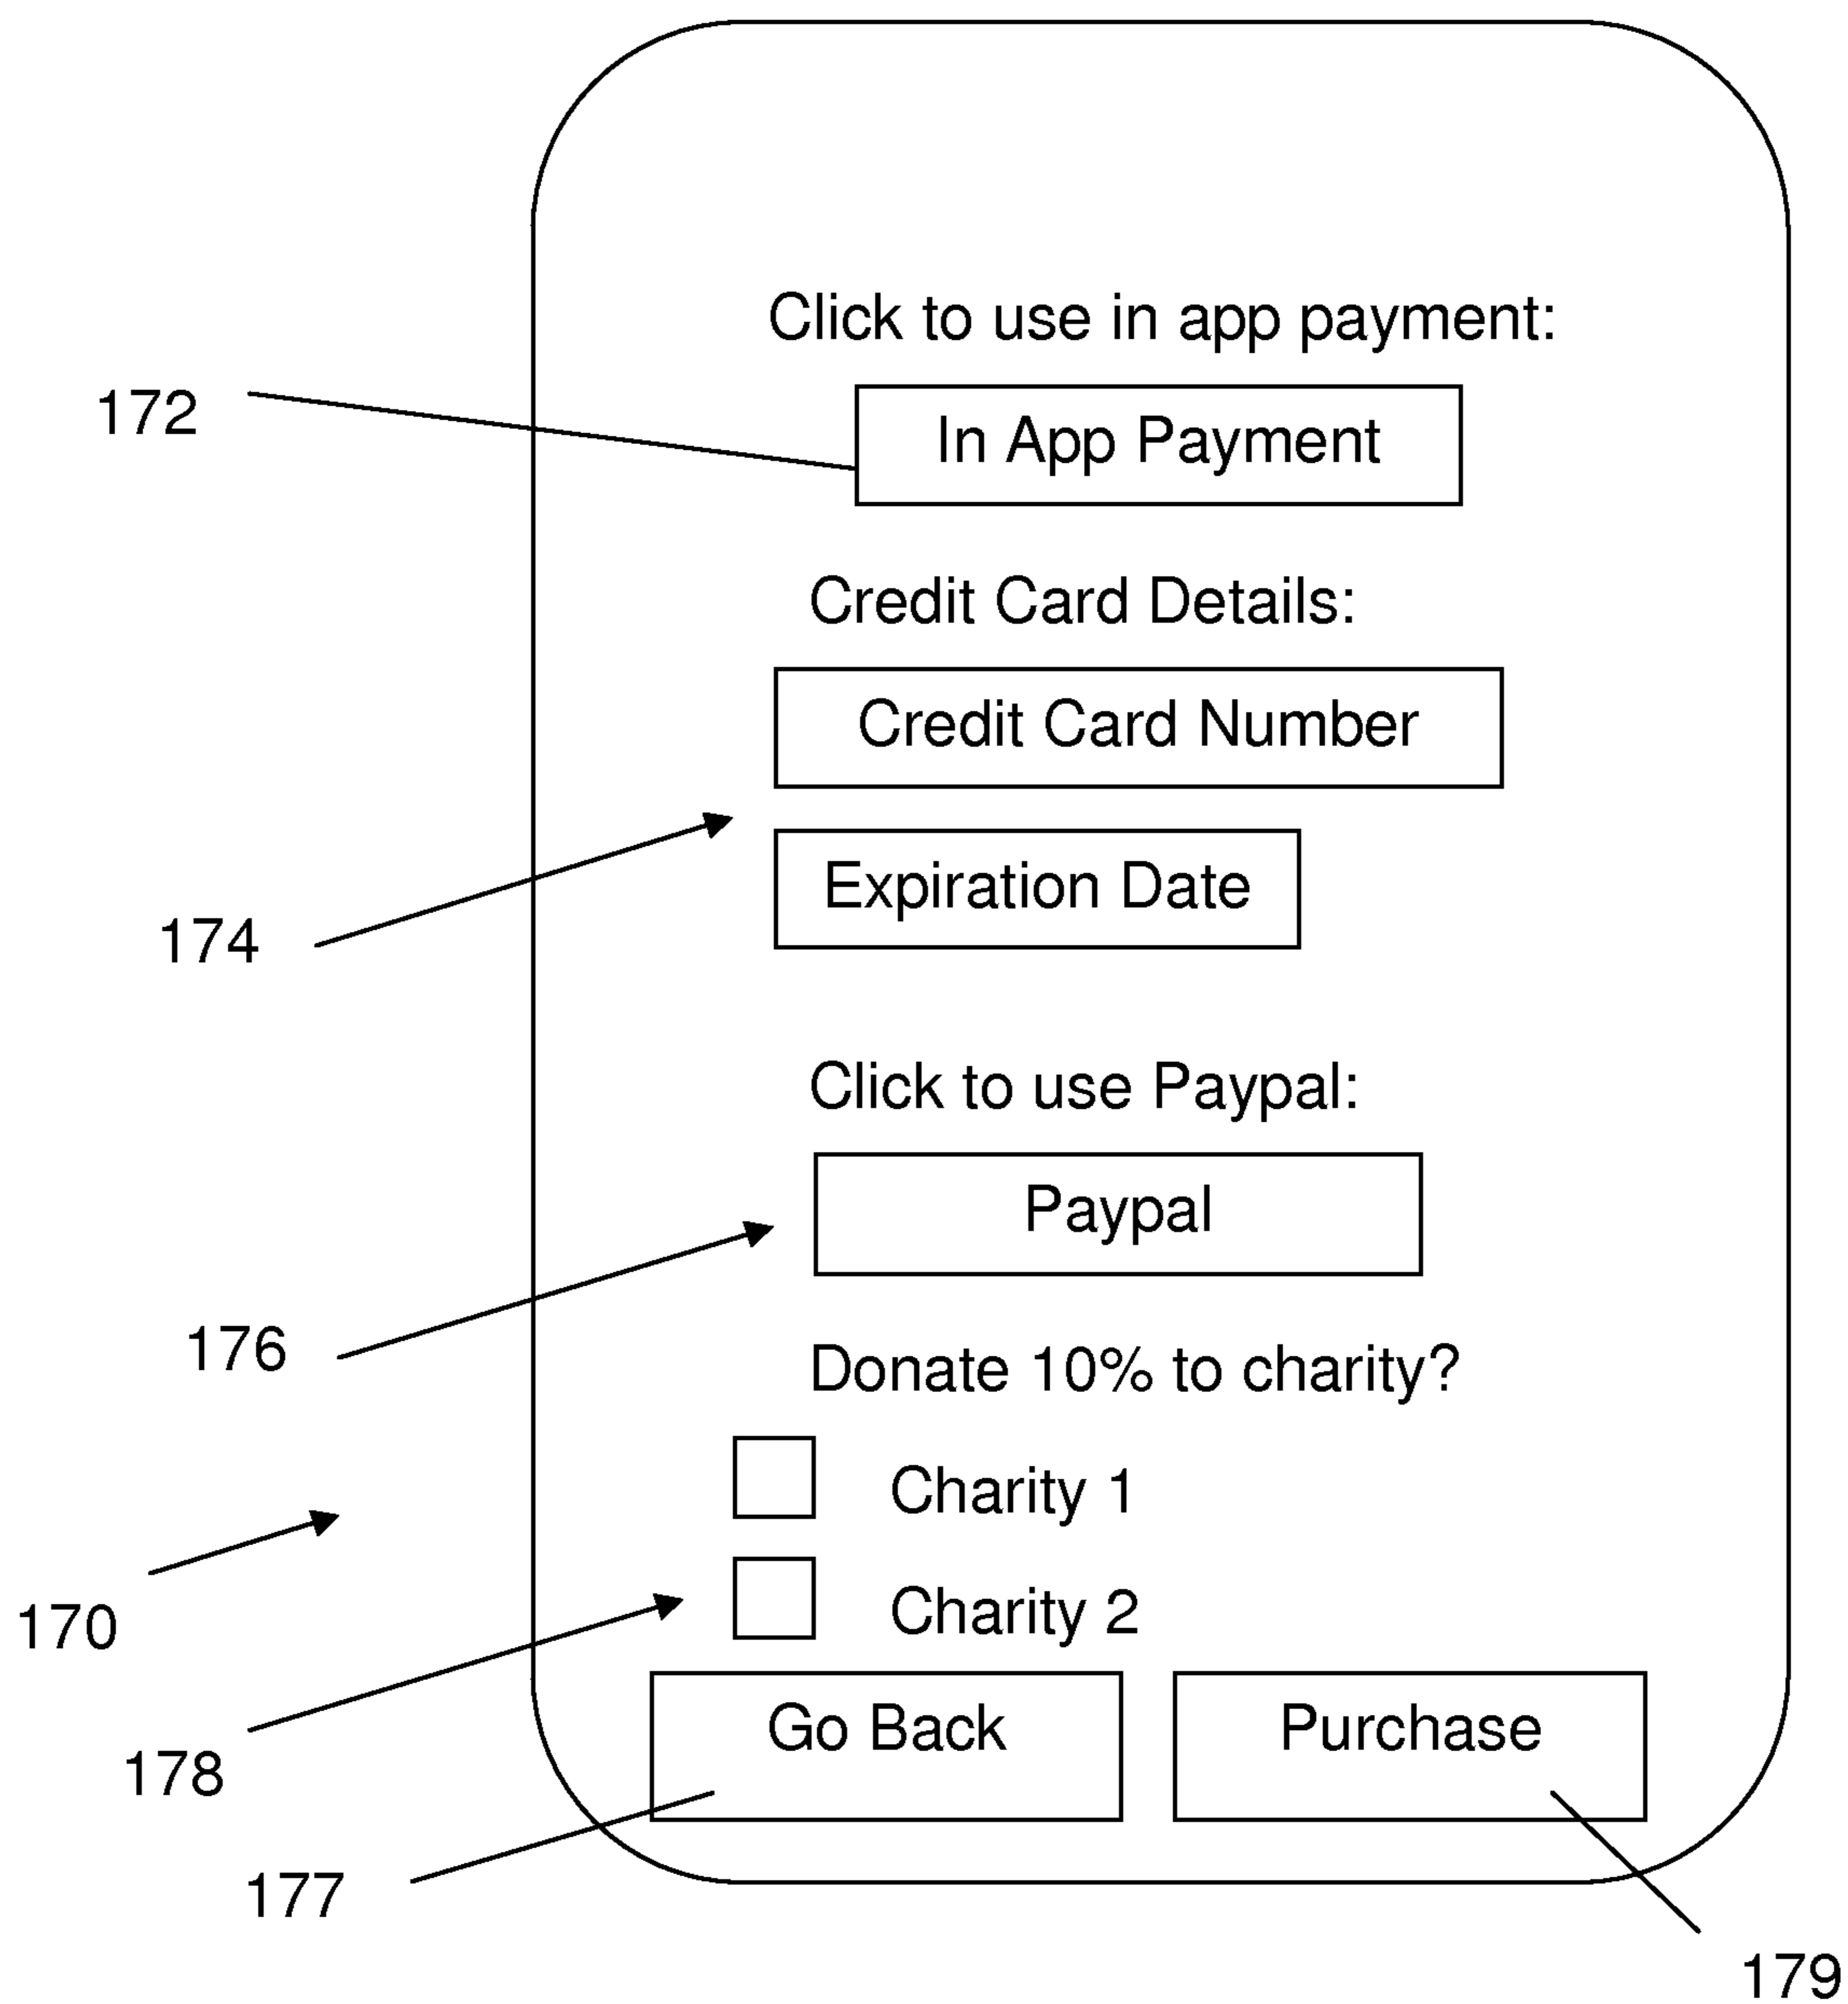 Click to use in app payment:
172
In App Payment
Credit Card Details:
Credit Card Number
Expiration Date
174
Click to use Paypal:
Paypal
176
Donate 10% to charity?
Charity 1
170
Charity 2
Go Back
Purchase
178
177
179